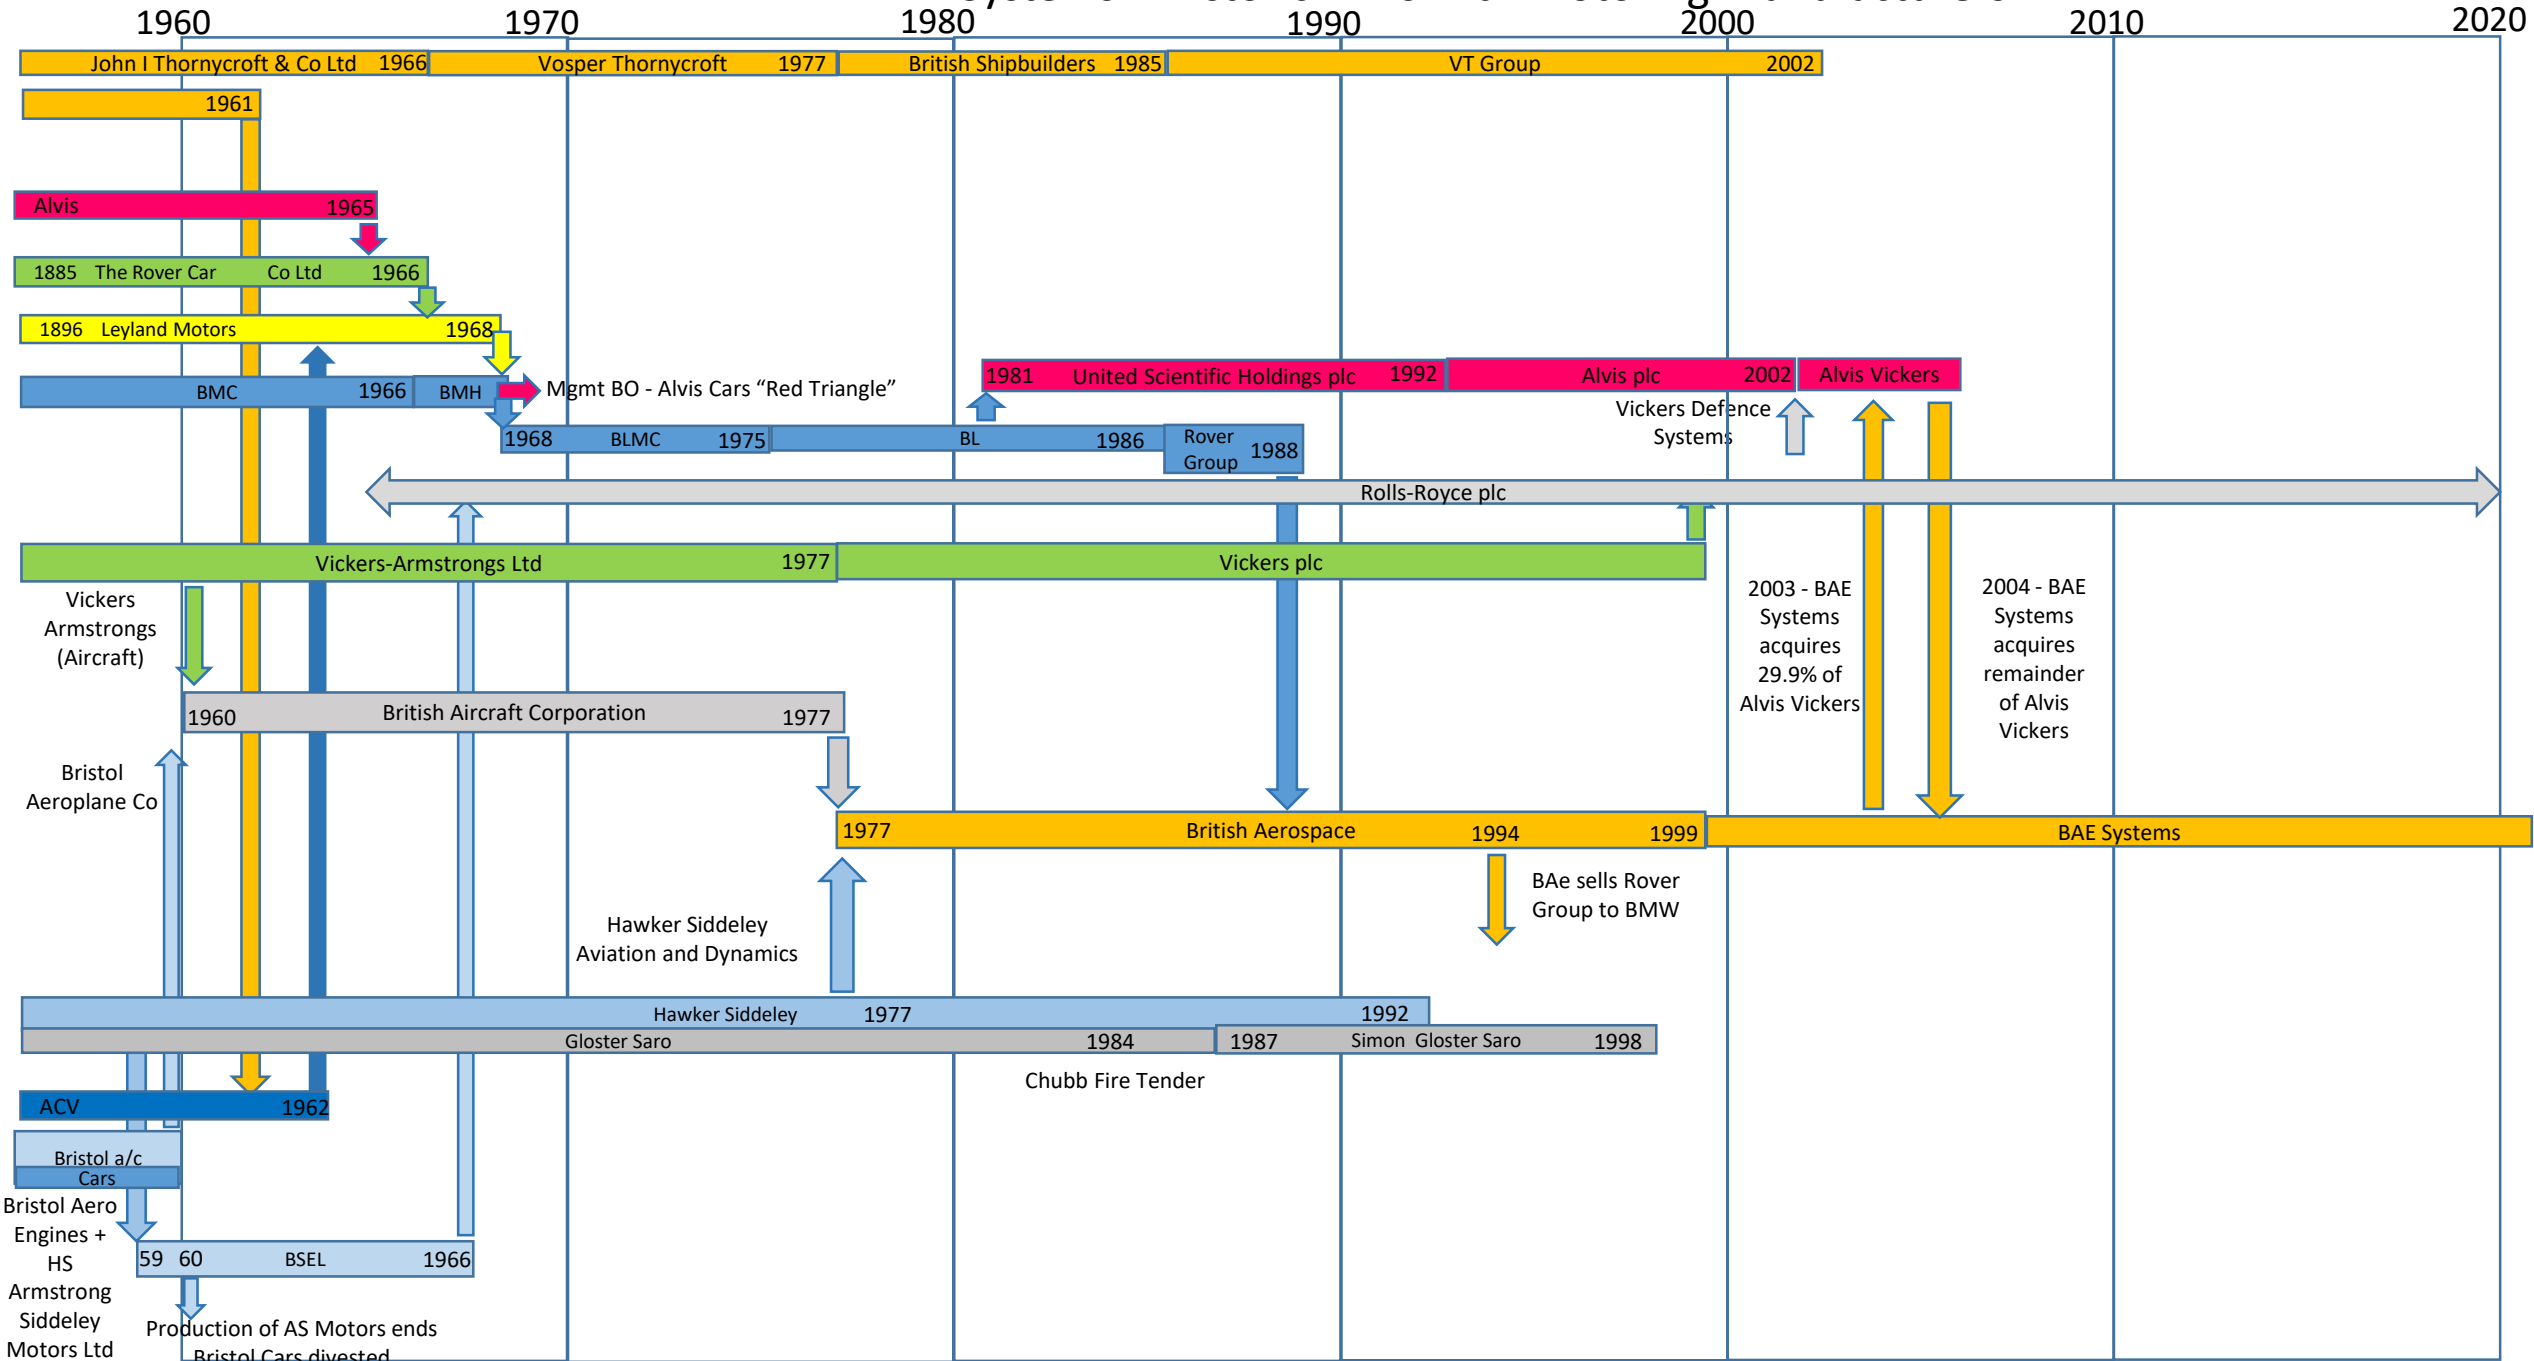 1960 1970 1980 1990 2000 2010 2020
John I Thornycroft & Co Ltd 1966 Vosper Thornycroft 1977 British Shipbuilders 1985 VT Group 2002
1961
Alvis 1965
1885 The Rover Car Co Ltd 1966
1896 Leyland Motors 1968
BMC 1966 BMH
Mgmt BO - Alvis Cars “Red Triangle”
1981 United Scientific Holdings plc 1992 Alvis plc 2002 Alvis Vickers
Vickers Defence
Systems
1968 BLMC 1975 BL 1986
Rover
Group
1988
Rolls-Royce plc
Vickers-Armstrongs Ltd 1977 Vickers plc
Vickers
Armstrongs
(Aircraft)
2003 - BAE
Systems
acquires
29.9% of
Alvis Vickers
2004 - BAE
Systems
acquires
remainder
of Alvis
Vickers
1960 British Aircraft Corporation 1977
Bristol
Aeroplane Co
1977 British Aerospace 1994 1999 BAE Systems
BAe sells Rover
Group to BMW
Hawker Siddeley
Aviation and Dynamics
Hawker Siddeley 1977 1992
Gloster Saro 1984 1987 Simon Gloster Saro 1998
Chubb Fire Tender
ACV 1962
Bristol a/c
Cars
Bristol Aero
Engines +
HS
Armstrong
Siddeley
Motors Ltd
59 60 BSEL 1966
Production of AS Motors ends
Bristol Cars divested